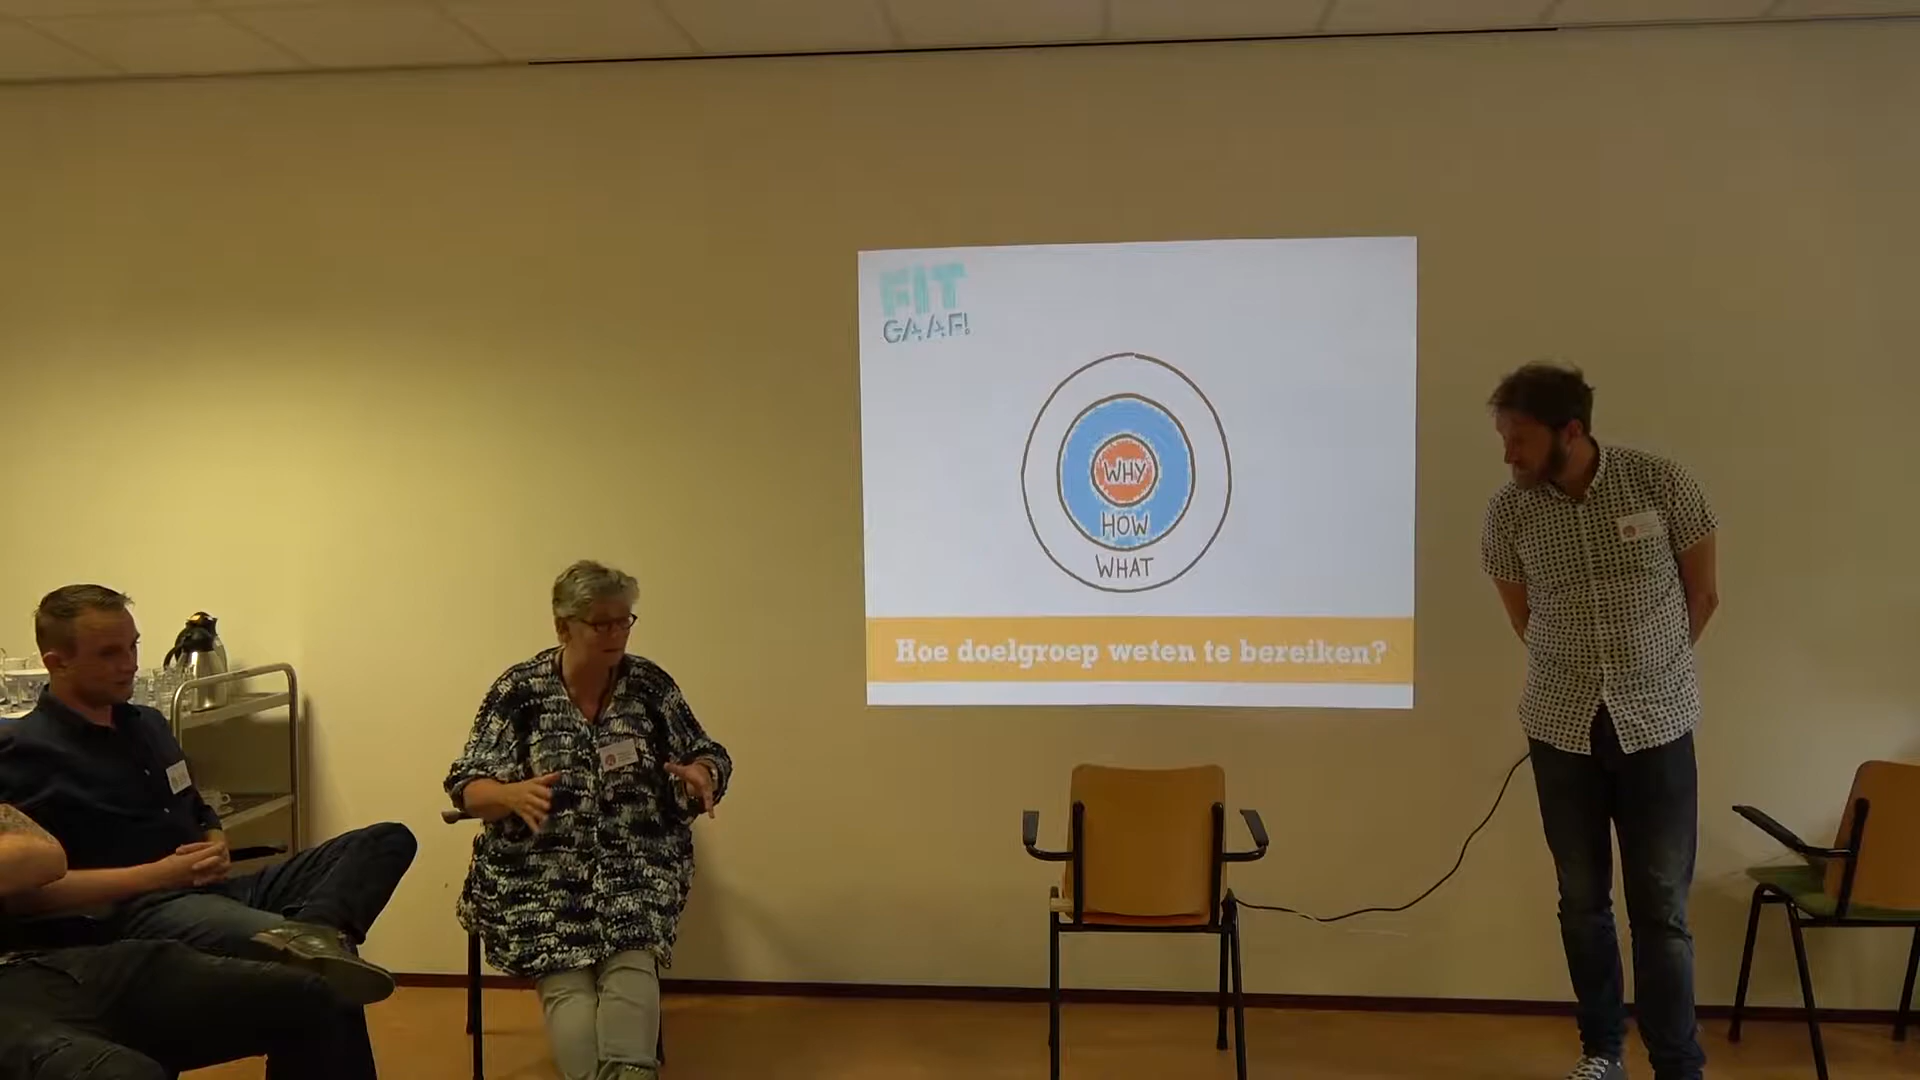 FIT
GAAF!
WHY
HOW
WHAT
Hoe doelgroep weten te bereiken?